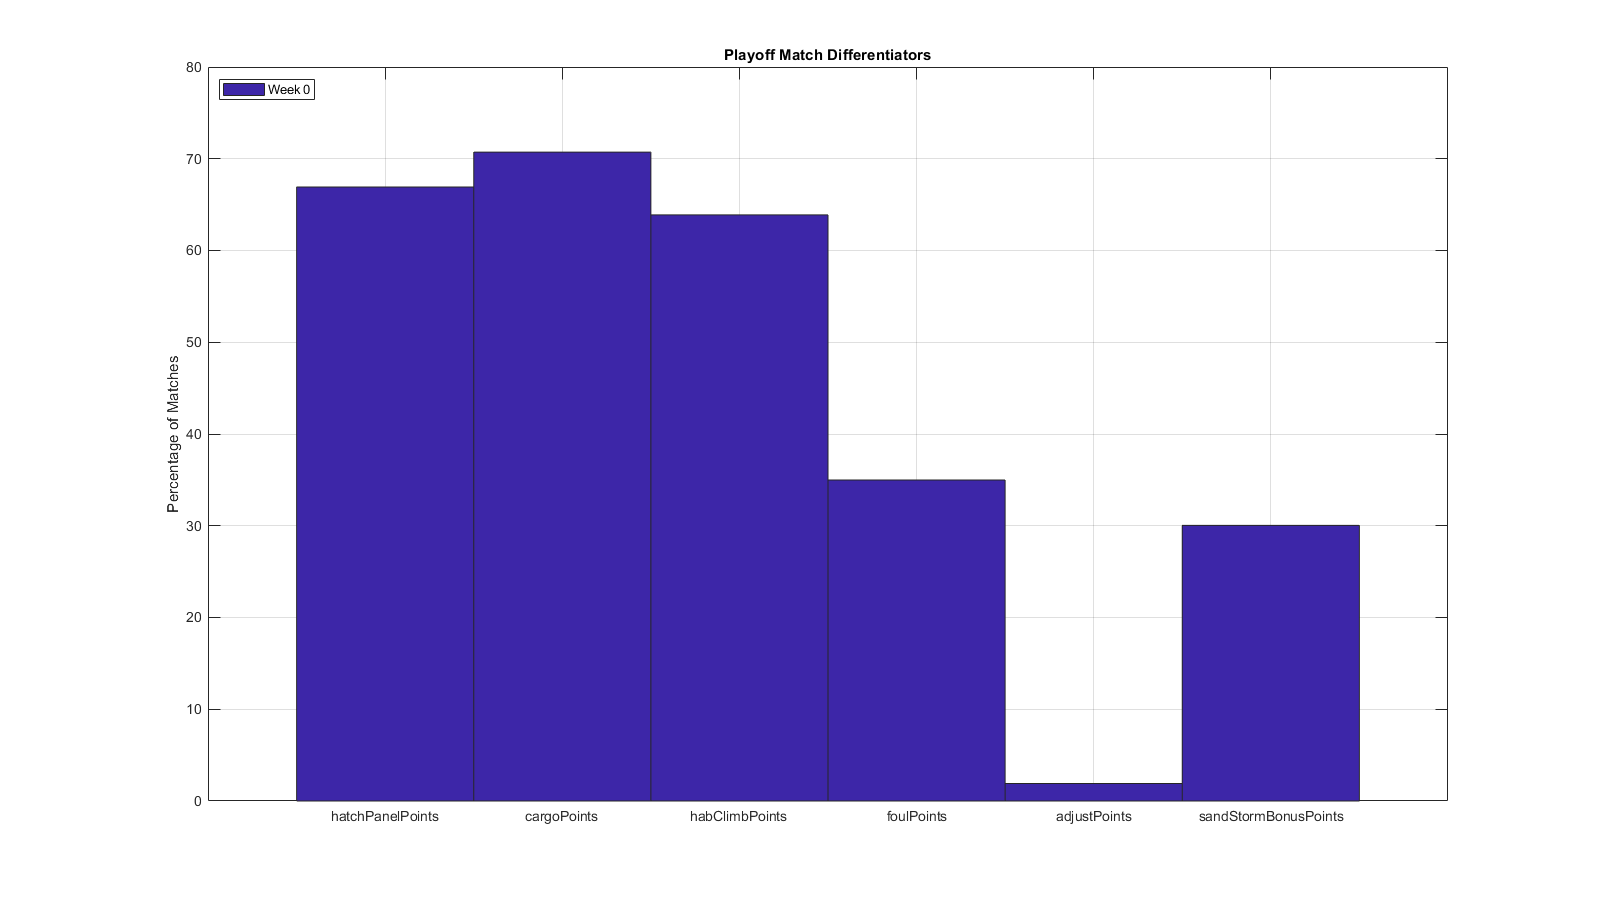 Playoff Match Differentiators
Week 0
Percentage of Matches
80
70
60
50
40
30
20
10
0
hatchPanelPoints cargoPoints habClimbPoints foulPoints adjustPoints sandStormBonusPoints